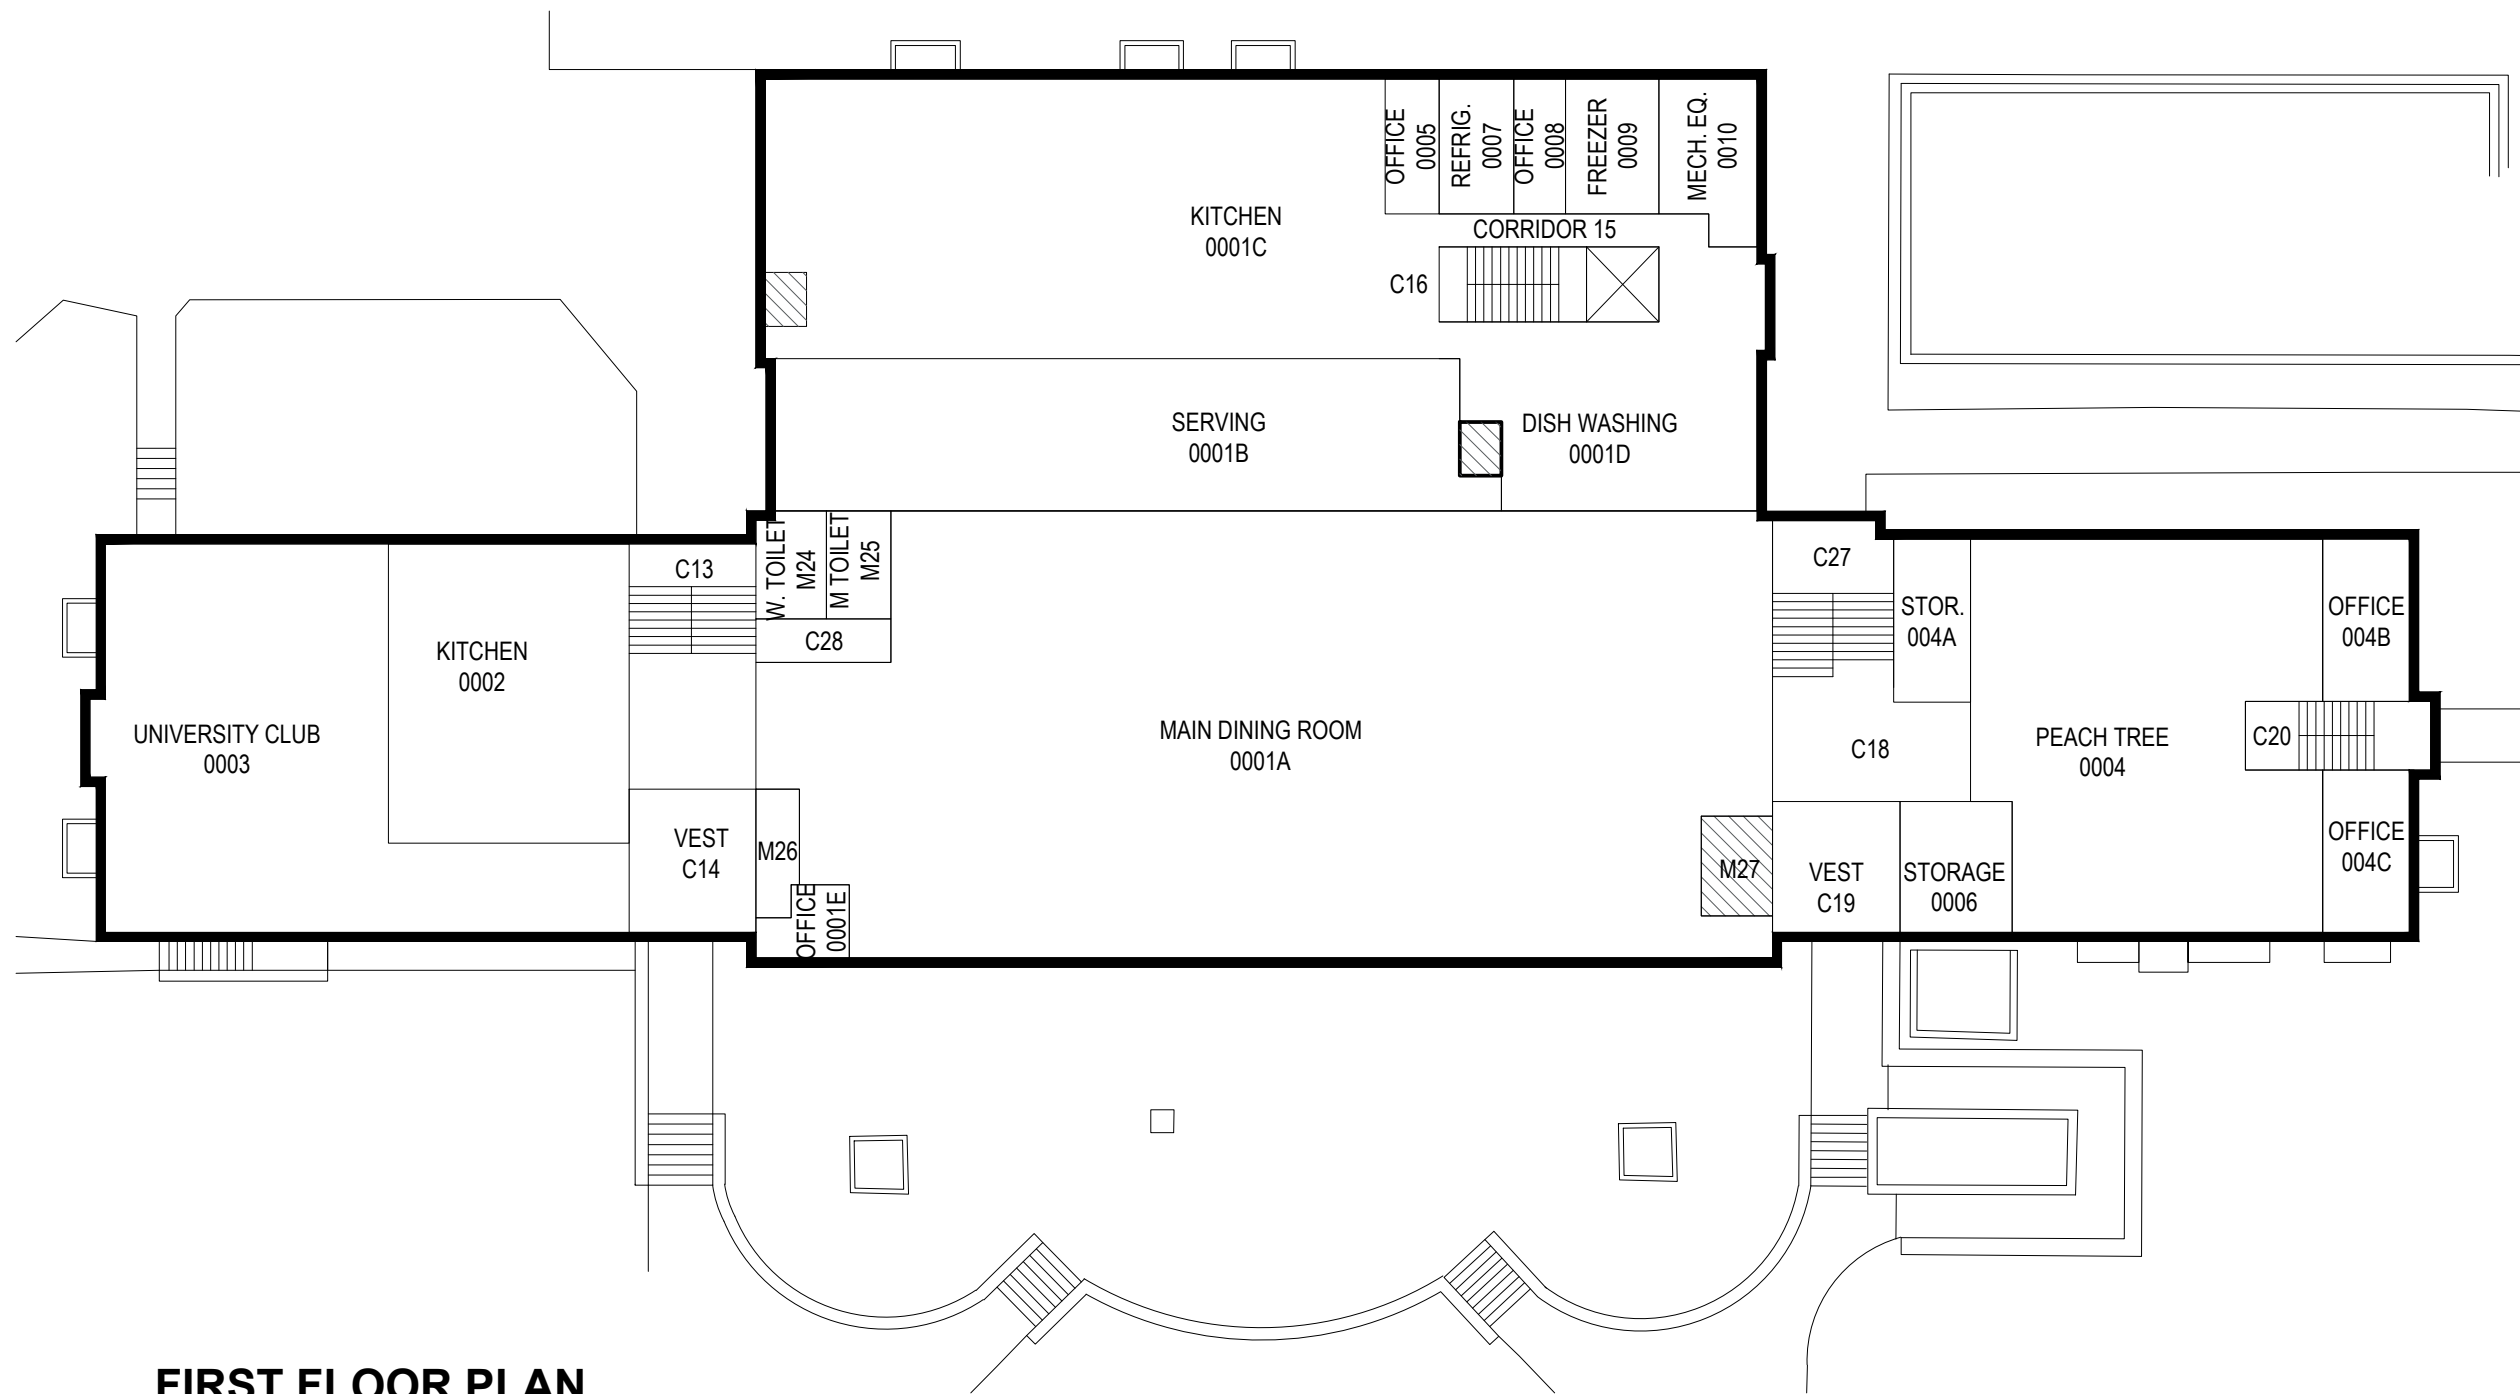 OFFICE
0005
REFRIG.
0007
OFFICE
0008
FREEZER
0009
MECH. EQ.
0010
KITCHEN
0001C
CORRIDOR 15
C16
SERVING
0001B
DISH WASHING
0001D
W. TOILET
M24
M TOILET
M25
C13
C28
C27
STOR.
004A
OFFICE
004B
KITCHEN
0002
UNIVERSITY CLUB
0003
MAIN DINING ROOM
0001A
C18
PEACH TREE
0004
C20
VEST
C14
M26
OFFICE
0001E
M27
VEST
C19
STORAGE
0006
OFFICE
004C
FIRST FLOOR PLAN